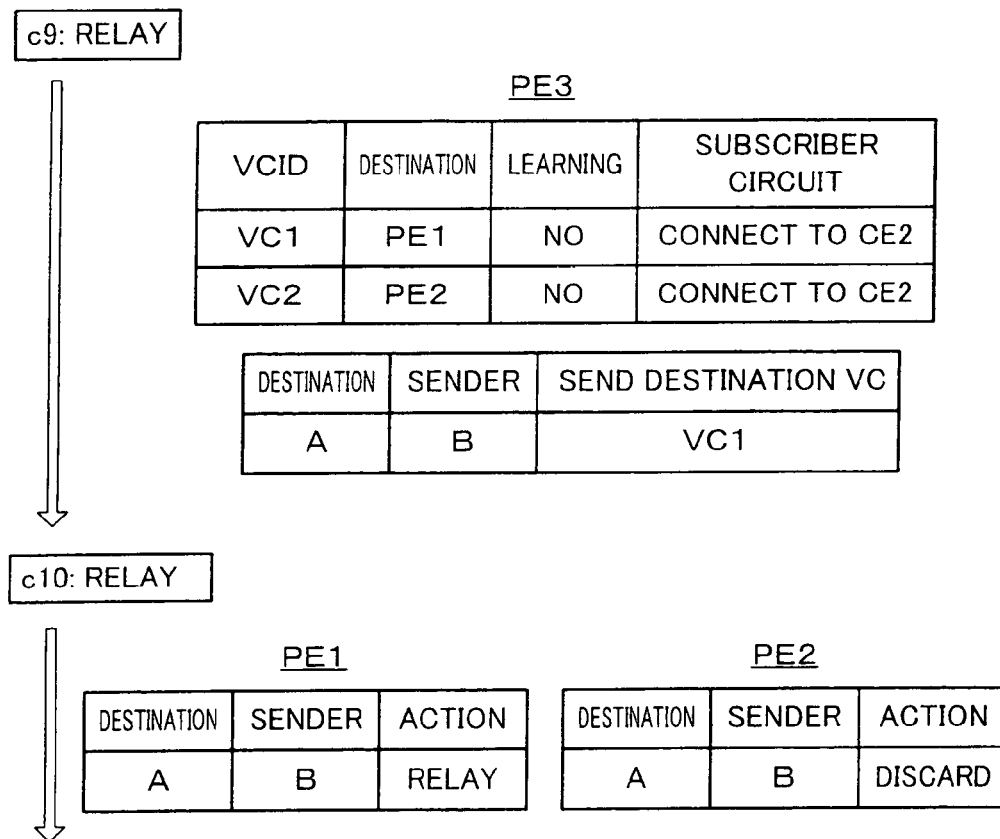 c9: RELAY
PE3
VCID DESTINATION LEARNING SUBSCRIBER CIRCUIT
VC1 PE1 NO CONNECT TO CE2
VC2 PE2 NO CONNECT TO CE2
DESTINATION SENDER SEND DESTINATION VC
A B VC1
c10: RELAY
PE1
DESTINATION SENDER ACTION
A B RELAY
PE2
DESTINATION SENDER ACTION
A B DISCARD